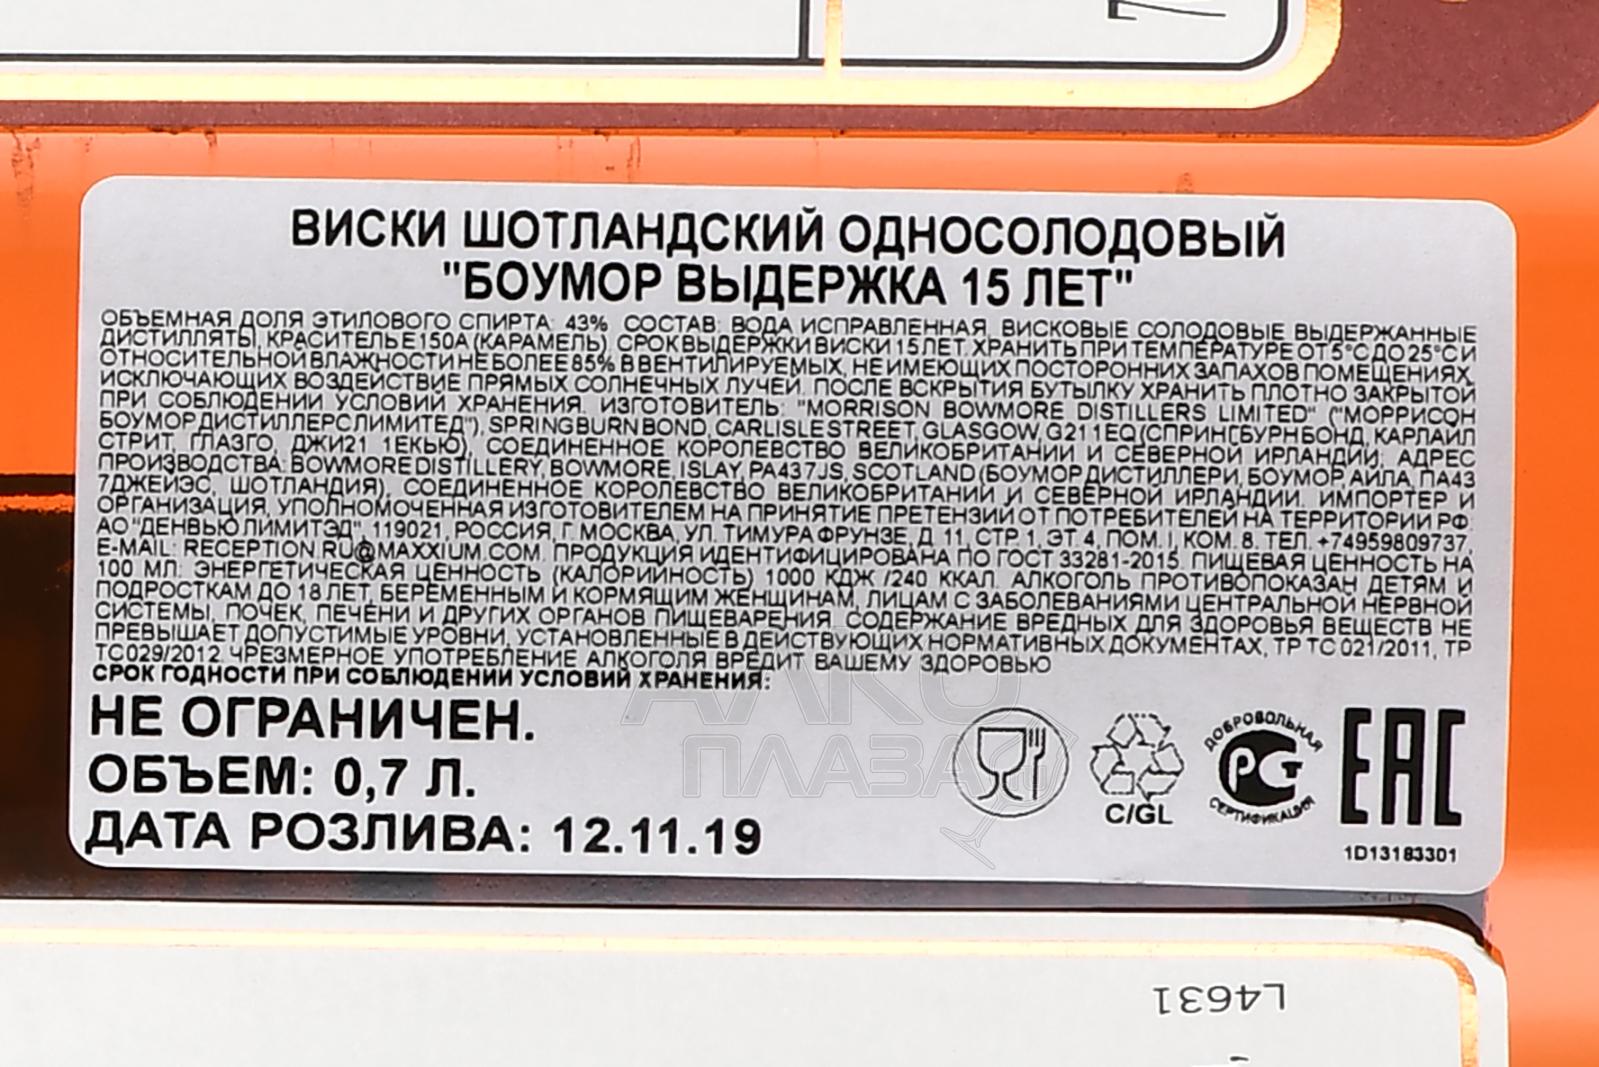 ВИСКИ ШОТЛАНДСКИЙ ОДНОСОЛОДОВЫЙ
"БОУМОР ВЫДЕРЖКА 15 ЛЕТ"
ОБЪЕМНАЯ ДОЛЯ ЭТИЛОВОГО СПИРТА: 43% СОСТАВ: ВОДА ИСПРАВЛЕННАЯ, ВИСКОВЫЕ СОЛОДОВЫЕ ВЫДЕРЖАННЫЕ
ДИСТИЛЛЯТЫ, КРАСИТЕЛЬ Е150А (КАРАМЕЛЬ). СРОК ВЫДЕРЖКИ ВИСКИ 15 ЛЕТ. ХРАНИТЬ ПРИ ТЕМПЕРАТУРЕ ОТ 5°С ДО 25°С И
ОТНОСИТЕЛЬНОЙ ВЛАЖНОСТИ НЕ БОЛЕЕ 85% В ВЕНТИЛИРУЕМЫХ, НЕ ИМЕЮЩИХ ПОСТОРОННИХ ЗАПАХОВ ПОМЕЩЕНИЯХ,
ИСКЛЮЧАЮЩИХ ВОЗДЕЙСТВИЕ ПРЯМЫХ СОЛНЕЧНЫХ ЛУЧЕЙ. ПОСЛЕ ВСКРЫТИЯ БУТЫЛКУ ХРАНИТЬ ПЛОТНО ЗАКРЫТОЙ
ПРИ СОБЛЮДЕНИИ УСЛОВИЙ ХРАНЕНИЯ. ИЗГОТОВИТЕЛЬ: "MORRISON BOWMORE DISTILLERS LIMITED" ("МОРРИСОН
БОУМОР ДИСТИЛЛЕРС ЛИМИТЕД"), SPRINGBURN BOND, CARLISLE STREET, GLASGOW, G21 1EQ (СПРИНГБУРН БОНД, КАРЛАЙЛ
СТРИТ, ГЛАЗГО, ДЖИ21 1ЕКЬЮ), СОЕДИНЕННОЕ КОРОЛЕВСТВО ВЕЛИКОБРИТАНИИ И СЕВЕРНОЙ ИРЛАНДИИ; АДРЕС
ПРОИЗВОДСТВА: BOWMORE DISTILLERY, BOWMORE, ISLAY, PA43 7JS, SCOTLAND (БОУМОР ДИСТИЛЛЕРИ, БОУМОР, АЙЛА, ПА43
7ДЖЕЙЭС, ШОТЛАНДИЯ), СОЕДИНЕННОЕ КОРОЛЕВСТВО ВЕЛИКОБРИТАНИИ И СЕВЕРНОЙ ИРЛАНДИИ. ИМПОРТЕР И
ОРГАНИЗАЦИЯ, УПОЛНОМОЧЕННАЯ ИЗГОТОВИТЕЛЕМ НА ПРИНЯТИЕ ПРЕТЕНЗИЙ ОТ ПОТРЕБИТЕЛЕЙ НА ТЕРРИТОРИИ РФ:
АО "ДЕНВЬЮ ЛИМИТЭД", 119021, РОССИЯ, Г. МОСКВА, УЛ. ТИМУРА ФРУНЗЕ, Д. 11, СТР. 1, ЭТ. 4, ПОМ. I, КОМ. 8, ТЕЛ. +74959809737,
E-MAIL: RECEPTION.RU@MAXXIUM.COM. ПРОДУКЦИЯ ИДЕНТИФИЦИРОВАНА ПО ГОСТ 33281-2015. ПИЩЕВАЯ ЦЕННОСТЬ НА
100 МЛ: ЭНЕРГЕТИЧЕСКАЯ ЦЕННОСТЬ (КАЛОРИЙНОСТЬ) 1000 КДЖ /240 ККАЛ. АЛКОГОЛЬ ПРОТИВОПОКАЗАН ДЕТЯМ И
ПОДРОСТКАМ ДО 18 ЛЕТ, БЕРЕМЕННЫМ И КОРМЯЩИМ ЖЕНЩИНАМ, ЛИЦАМ С ЗАБОЛЕВАНИЯМИ ЦЕНТРАЛЬНОЙ НЕРВНОЙ
СИСТЕМЫ, ПОЧЕК, ПЕЧЕНИ И ДРУГИХ ОРГАНОВ ПИЩЕВАРЕНИЯ. СОДЕРЖАНИЕ ВРЕДНЫХ ДЛЯ ЗДОРОВЬЯ ВЕЩЕСТВ НЕ
ПРЕВЫШАЕТ ДОПУСТИМЫЕ УРОВНИ, УСТАНОВЛЕННЫЕ В ДЕЙСТВУЮЩИХ НОРМАТИВНЫХ ДОКУМЕНТАХ, ТР ТС 021/2011, ТР
ТС 029/2012. ЧРЕЗМЕРНОЕ УПОТРЕБЛЕНИЕ АЛКОГОЛЯ ВРЕДИТ ВАШЕМУ ЗДОРОВЬЮ
СРОК ГОДНОСТИ ПРИ СОБЛЮДЕНИИ УСЛОВИЙ ХРАНЕНИЯ:
НЕ ОГРАНИЧЕН.
ОБЪЕМ: 0,7 Л.
ДАТА РОЗЛИВА: 12.11.19
C/GL
ДОБРОВОЛЬНАЯ
РСТ
СЕРТИФИКАЦИЯ
EAC
1D13183301
АЛКО
ПЛАЗА
L4631